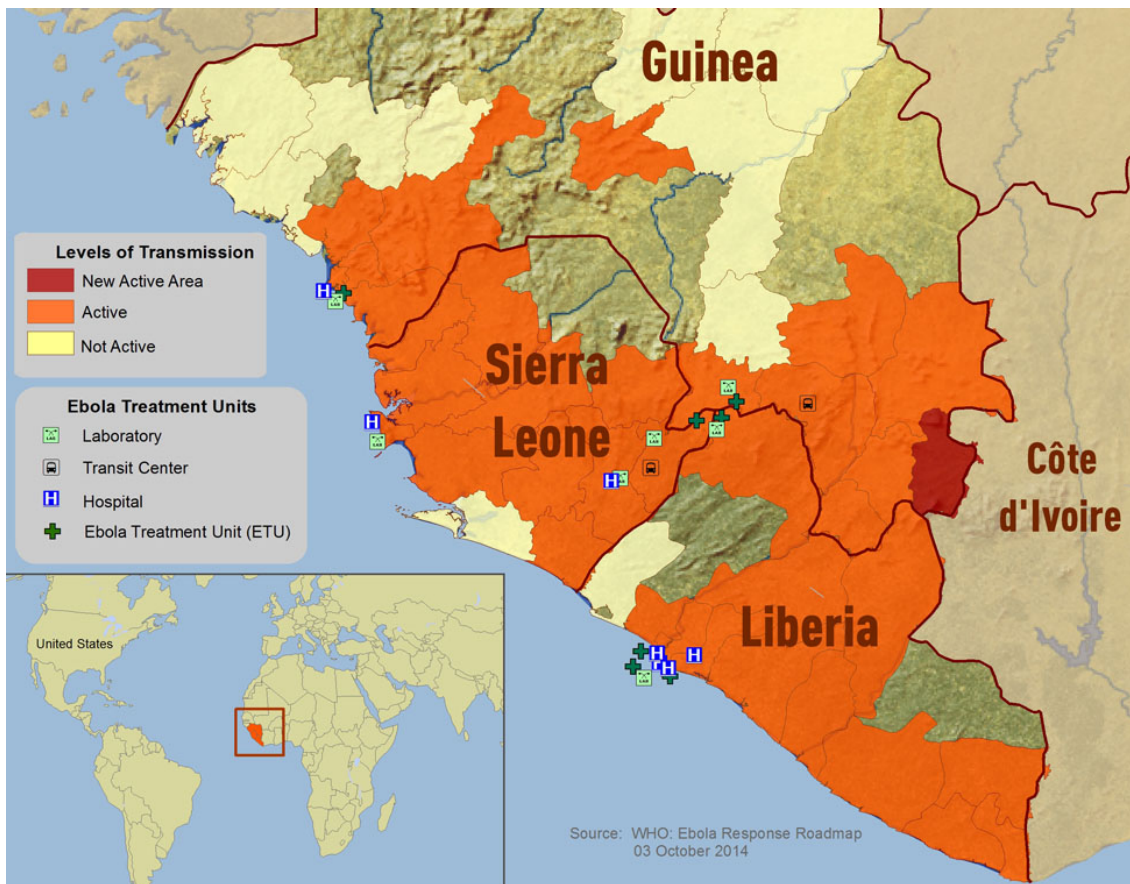 Guinea
Levels of Transmission
New Active Area
Active
Not Active
Sierra
Leone
Côte
d'Ivoire
Liberia
Ebola Treatment Units
Laboratory
LAB
Transit Center
H
Hospital
Ebola Treatment Unit (ETU)
United States
Source: WHO: Ebola Response Roadmap
03 October 2014